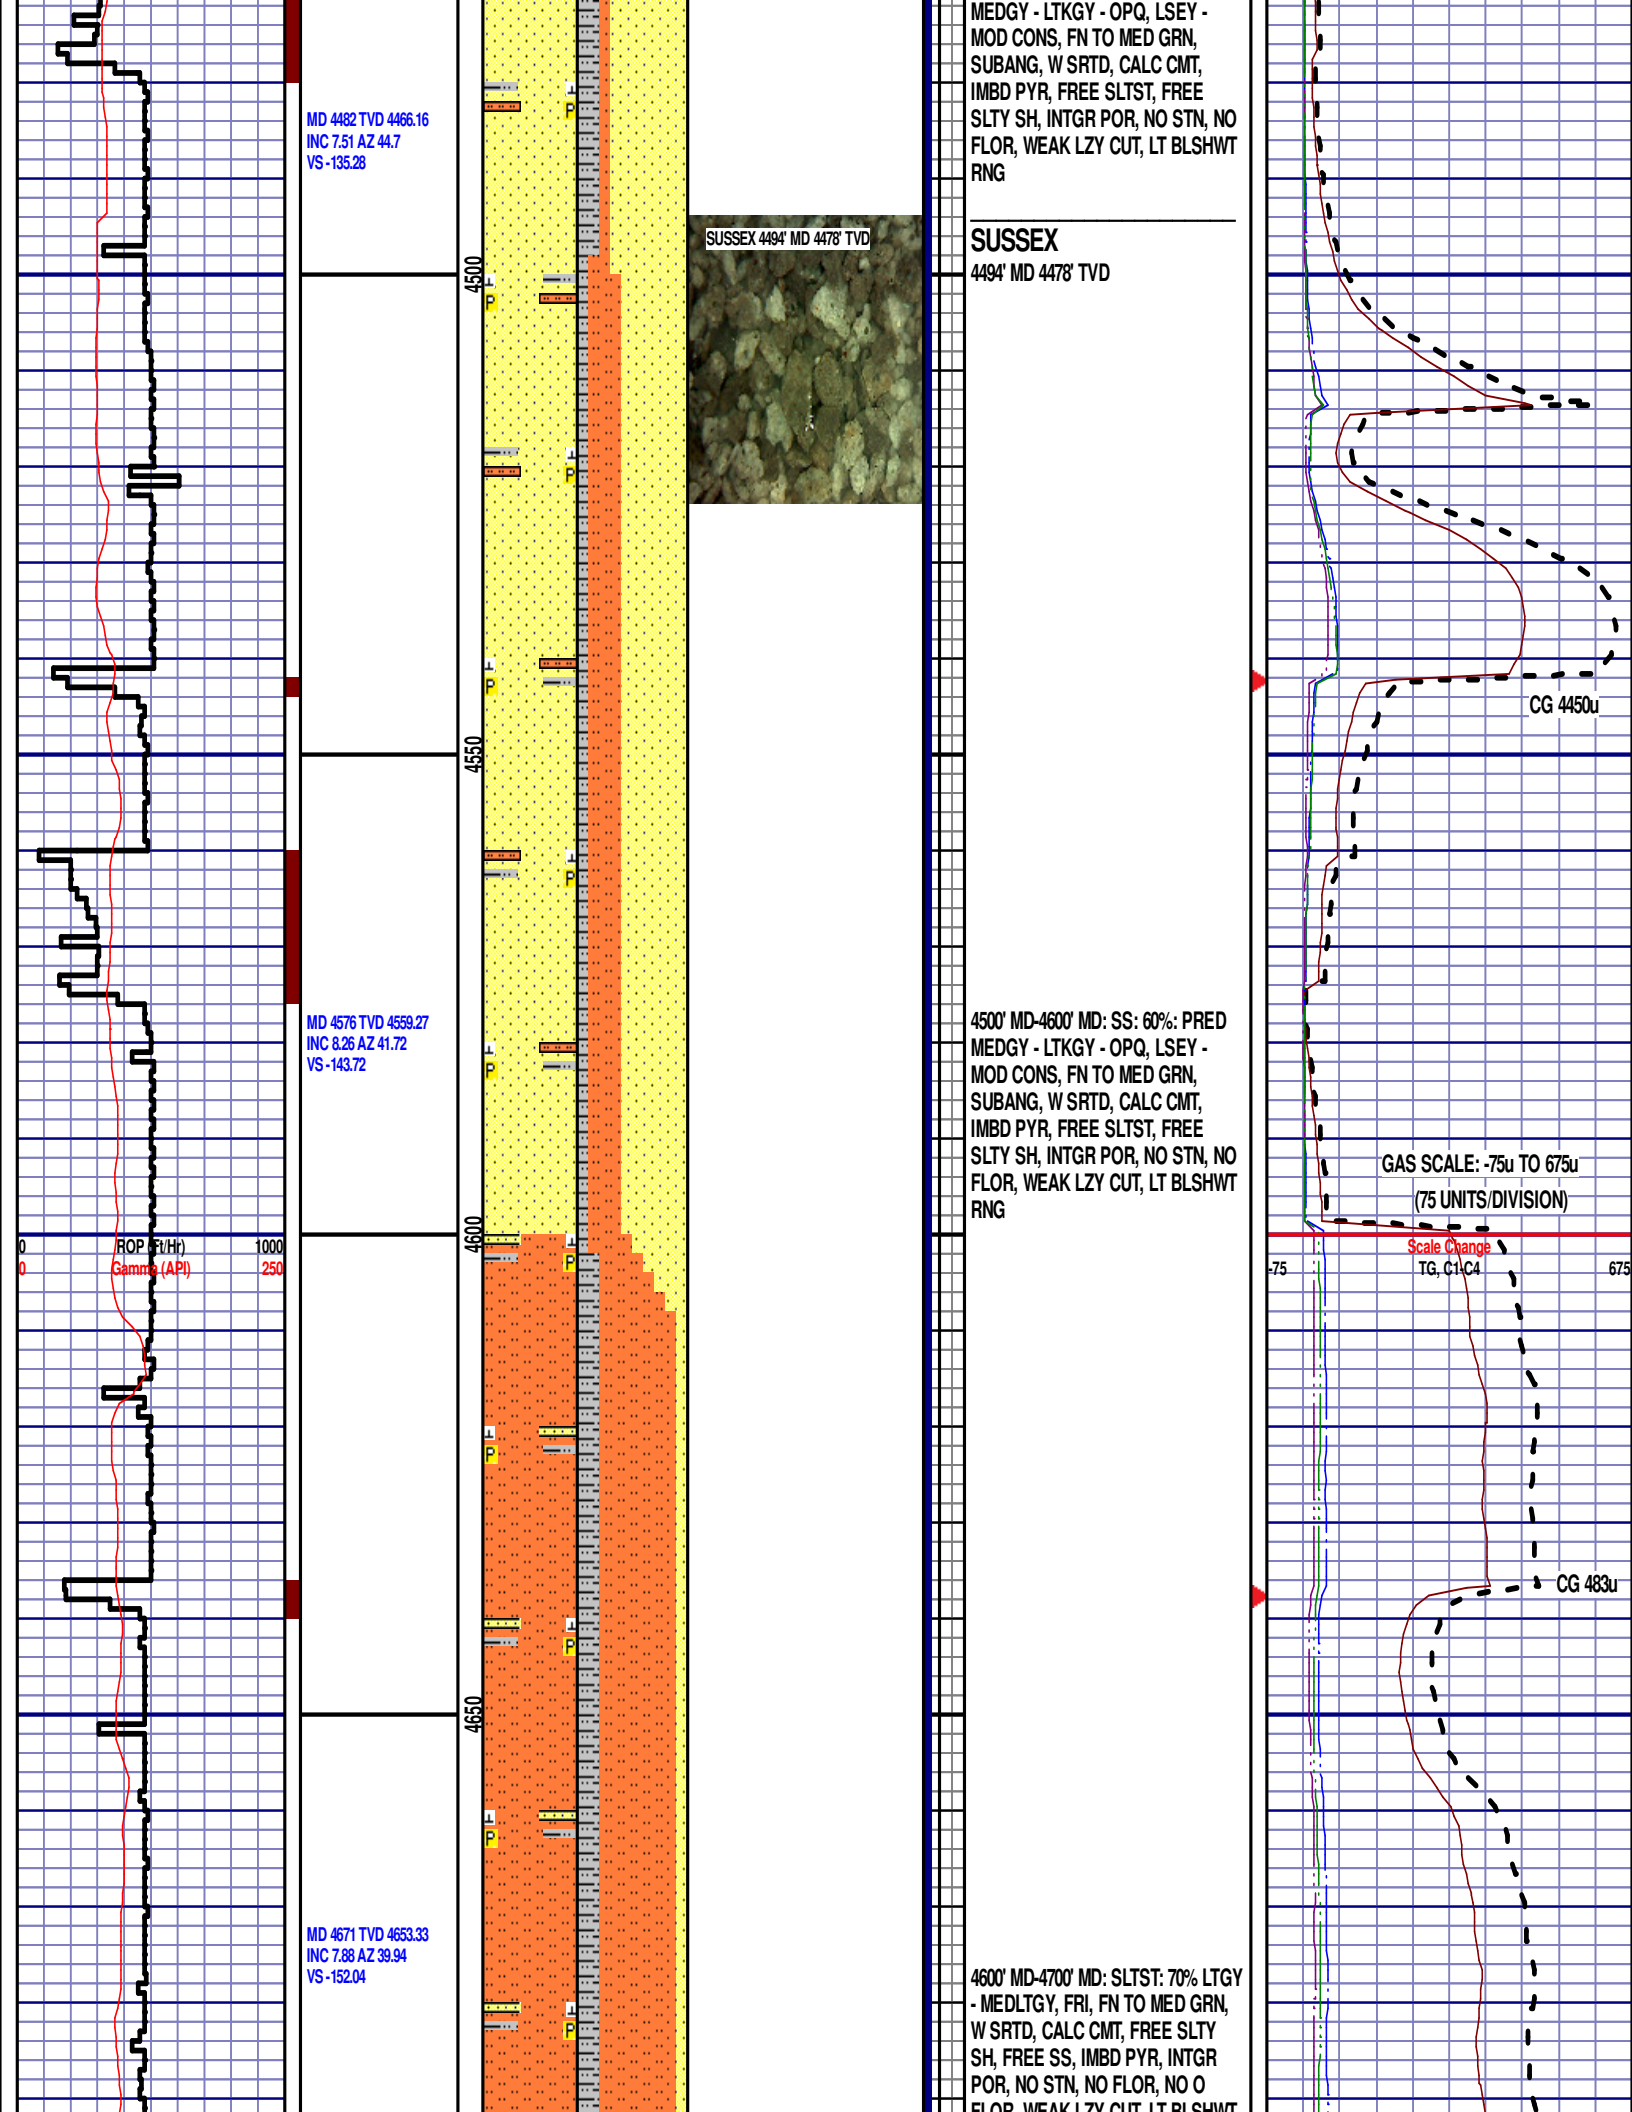 MEDGY - LTKGY - OPQ, LSEY -
MOD CONS, FN TO MED GRN,
SUBANG, W SRTD, CALC CMT,
IMBD PYR, FREE SLTST, FREE
SLTY SH, INTGR POR, NO STN, NO
FLOR, WEAK LZY CUT, LT BLSHWT
RNG
MD 4482 TVD 4466.16
INC 7.51 AZ 44.7
VS -135.28
SUSSEX 4494' MD 4478' TVD
SUSSEX
4494' MD 4478' TVD
4500
P
P
P
P
CG 4450u
4550
P
MD 4576 TVD 4559.27
INC 8.26 AZ 41.72
VS -143.72
P
4500' MD-4600' MD: SS: 60%: PRED
MEDGY - LTKGY - OPQ, LSEY -
MOD CONS, FN TO MED GRN,
SUBANG, W SRTD, CALC CMT,
IMBD PYR, FREE SLTST, FREE
SLTY SH, INTGR POR, NO STN, NO
FLOR, WEAK LZY CUT, LT BLSHWT
RNG
GAS SCALE: -75u TO 675u
(75 UNITS/DIVISION)
4600
0 ROP (Ft/Hr) 1000
0 Gamma (API) 250
P
Scale Change
-75 TG, C1-C4 675
P
CG 483u
P
4650
P
MD 4671 TVD 4653.33
INC 7.88 AZ 39.94
VS -152.04
P
4600' MD-4700' MD: SLTST: 70% LTGY
- MEDLTGY, FRI, FN TO MED GRN,
W SRTD, CALC CMT, FREE SLTY
SH, FREE SS, IMBD PYR, INTGR
POR, NO STN, NO FLOR, NO O
FLOR, WEAK LZY CUT, LT BLSHWT